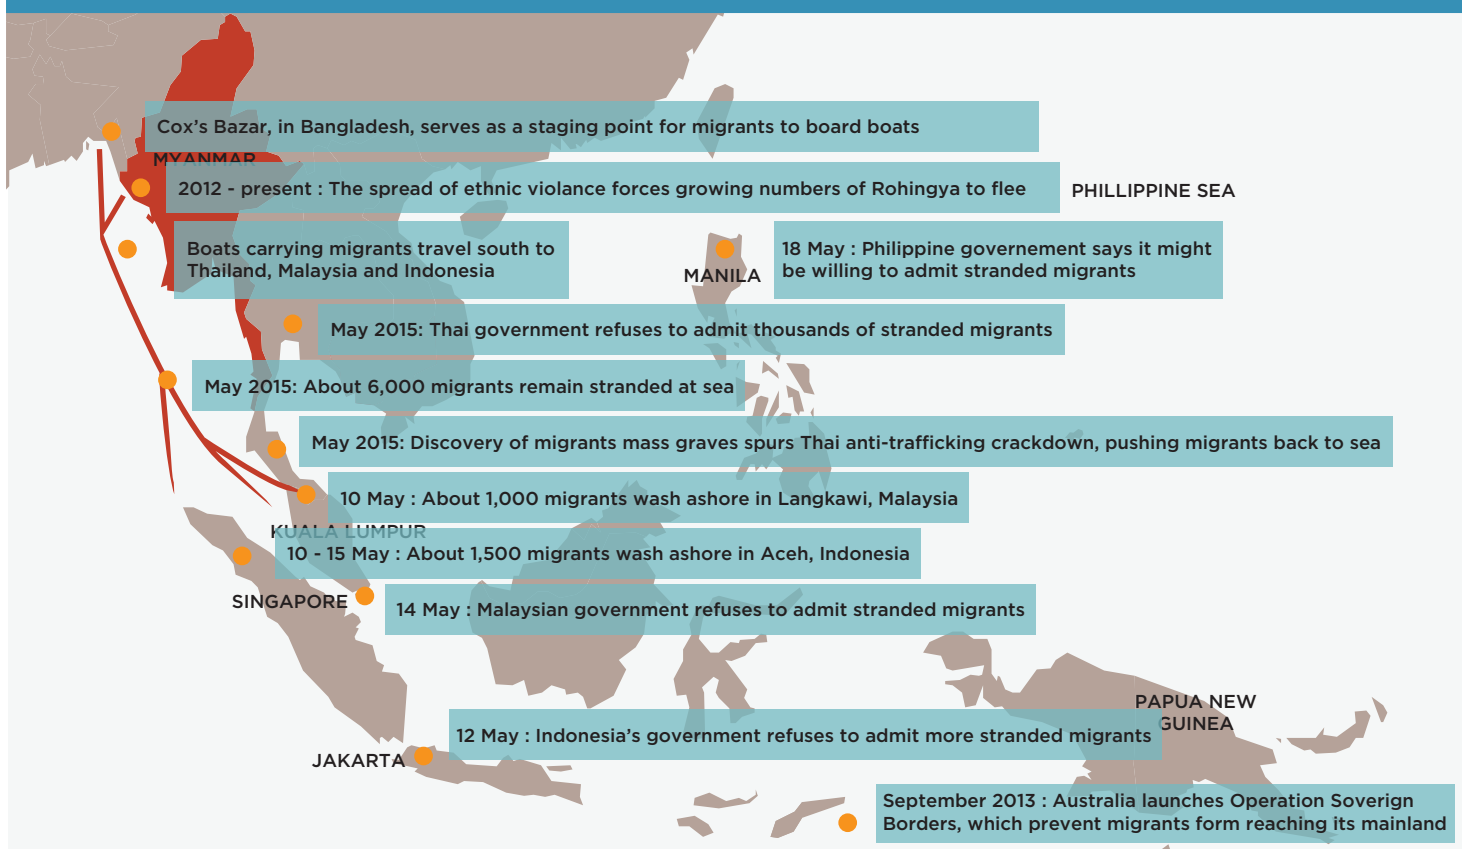 Cox's Bazar, in Bangladesh, serves as a staging point for migrants to board boats
MYANMAR
2012 - present : The spread of ethnic violance forces growing numbers of Rohingya to flee
PHILLIPPINE SEA
Boats carrying migrants travel south to
Thailand, Malaysia and Indonesia
MANILA
18 May : Philippine governement says it might
be willing to admit stranded migrants
May 2015: Thai government refuses to admit thousands of stranded migrants
May 2015: About 6,000 migrants remain stranded at sea
May 2015: Discovery of migrants mass graves spurs Thai anti-trafficking crackdown, pushing migrants back to sea
10 May : About 1,000 migrants wash ashore in Langkawi, Malaysia
KUALA LUMPUR
10 - 15 May : About 1,500 migrants wash ashore in Aceh, Indonesia
SINGAPORE
14 May : Malaysian government refuses to admit stranded migrants
PAPUA NEW
GUINEA
12 May : Indonesia's government refuses to admit more stranded migrants
JAKARTA
September 2013 : Australia launches Operation Soverign
Borders, which prevent migrants form reaching its mainland